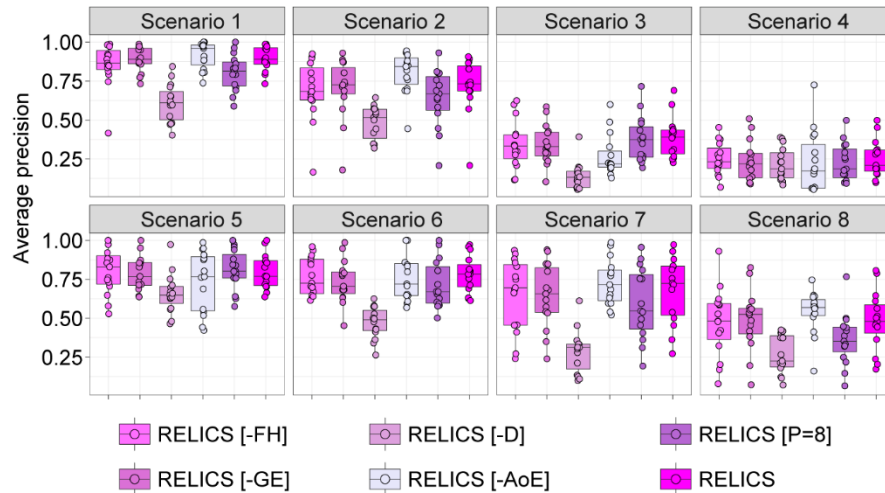 Scenario 1 Scenario 2 Scenario 3 Scenario 4
1.00
0.75
0.50
0.25
Average precision
Scenario 5 Scenario 6 Scenario 7 Scenario 8
1.00
0.75
0.50
0.25
RELICS [-FH] RELICS [-D] RELICS [P=8]
RELICS [-GE] RELICS [-AoE] RELICS